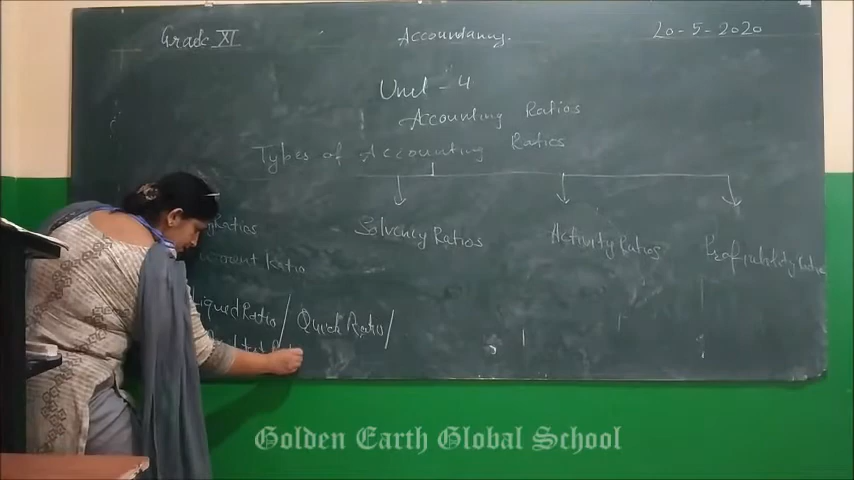 Grade XI Accountancy. 20-5-2020
Unit - 4
Accounting Ratios
Types of Accounting Ratios
Ratios Solvency Ratios Activity Ratios Profitability Ratios
Current Ratio
Liquid Ratio / Quick Ratio /
Golden Earth Global School